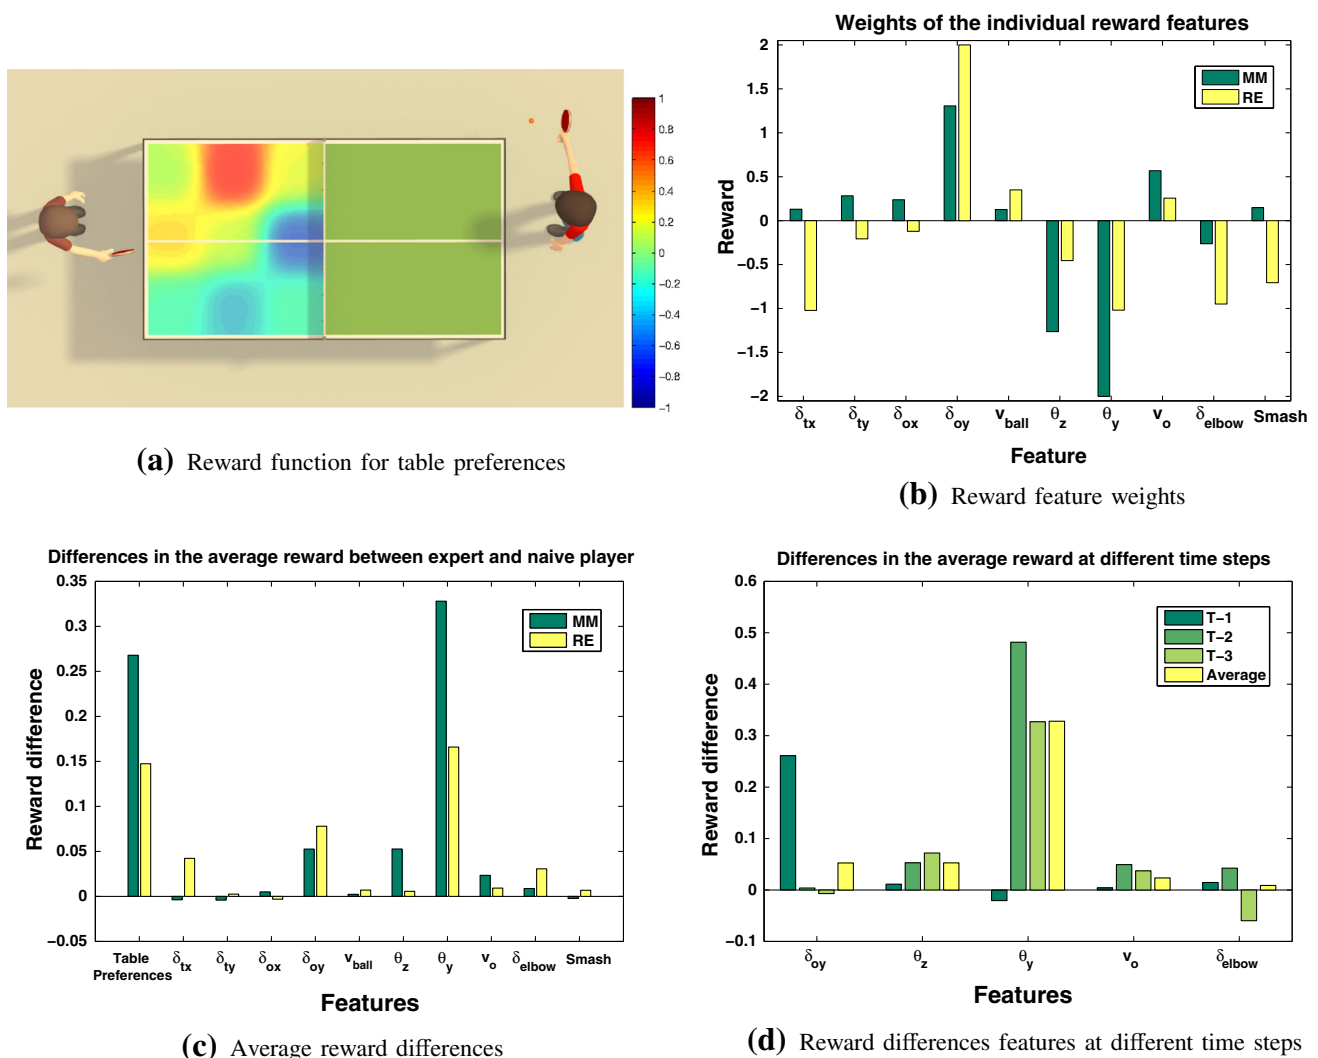 1
0.8
0.6
0.4
0.2
0
−0.2
−0.4
−0.6
−0.8
−1
(a) Reward function for table preferences
Weights of the individual reward features
2
1.5
1
0.5
0
−0.5
−1
−1.5
−2
Reward
MM
RE
δtx δty δox δoy vball θz θy vo δelbow Smash
Feature
(b) Reward feature weights
Differences in the average reward between expert and naive player
0.35
0.3
0.25
0.2
0.15
0.1
0.05
0
−0.05
Reward difference
MM
RE
Table Preferences δtx δty δox δoy vball θz θy vo δelbow Smash
Features
(c) Average reward differences
Differences in the average reward at different time steps
0.6
0.5
0.4
0.3
0.2
0.1
0
−0.1
Reward difference
T−1
T−2
T−3
Average
δoy θz θy vo δelbow
Features
(d) Reward differences features at different time steps